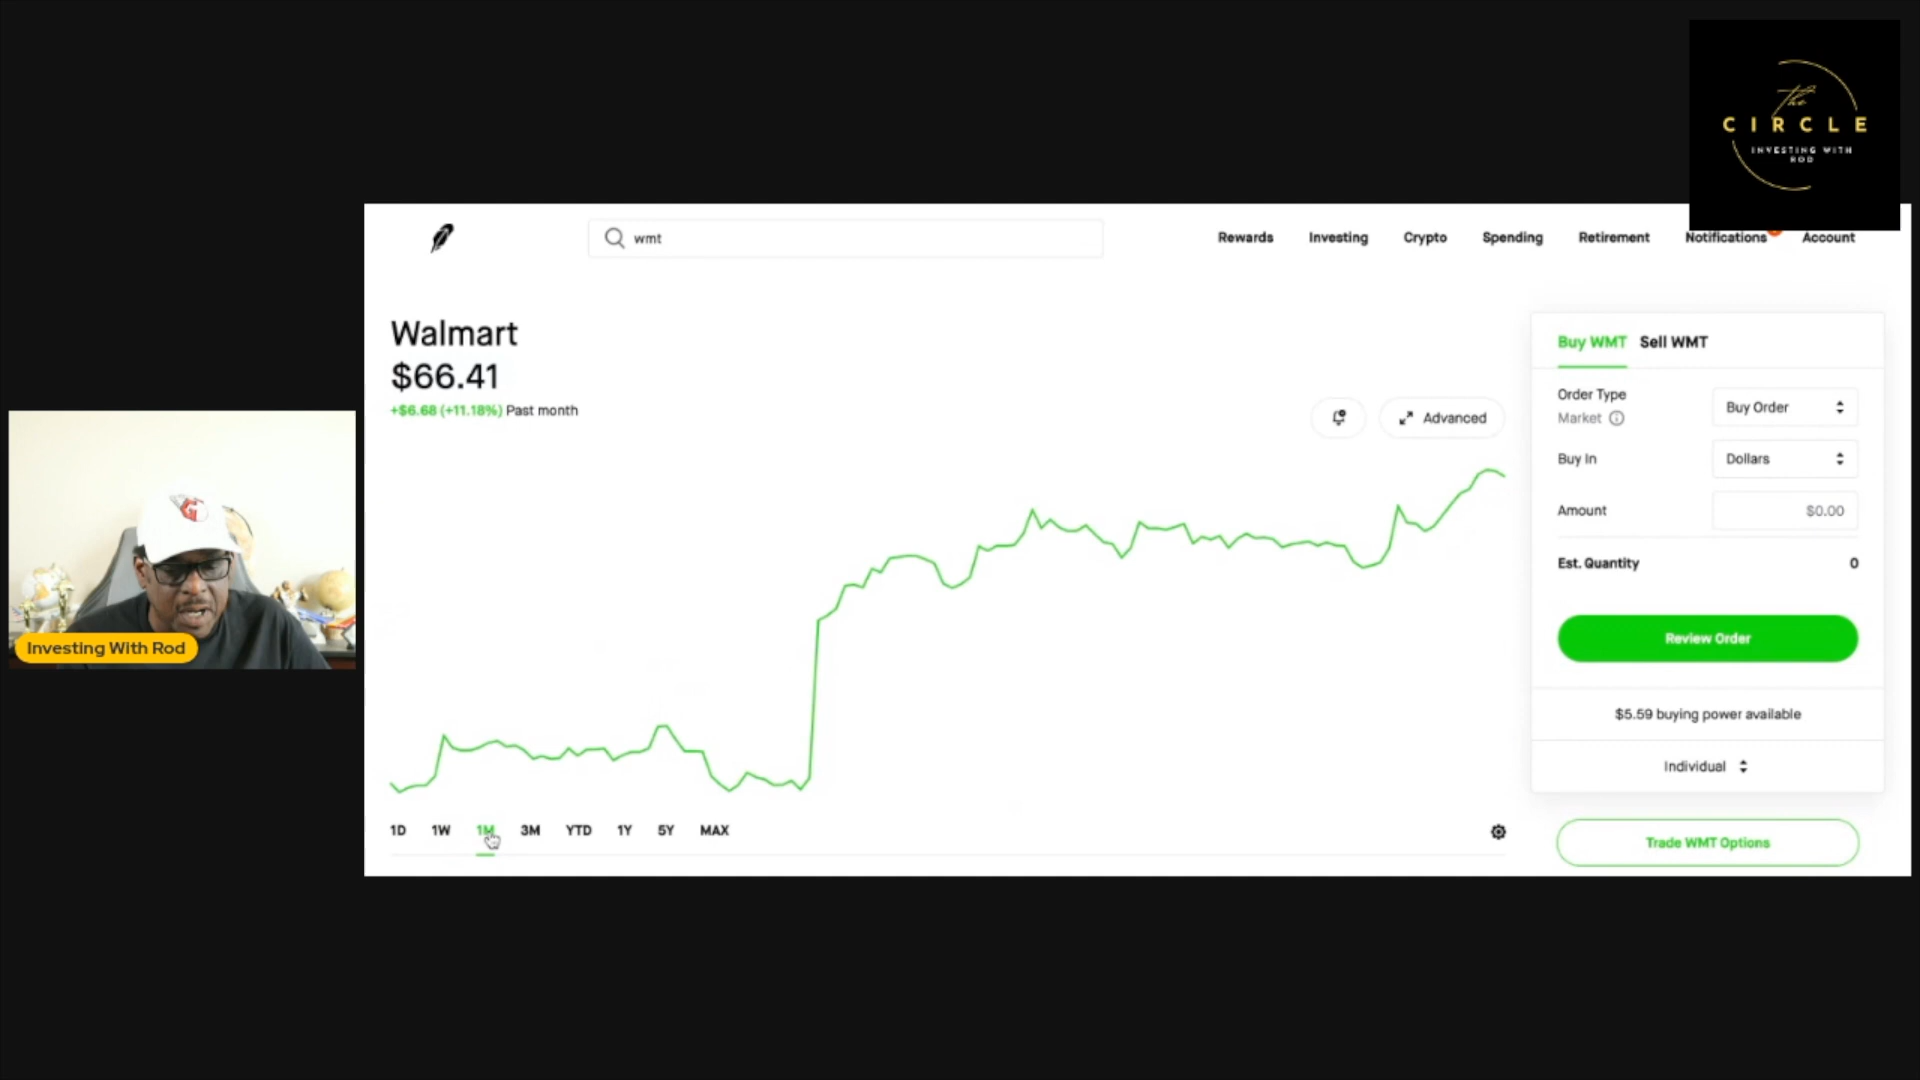 the
CIRCLE
INVESTING WITH
ROD
wmt
Rewards
Investing
Crypto
Spending
Retirement
Notifications
Account
Walmart
$66.41
+$6.68 (+11.18%) Past month
Advanced
Buy WMT
Sell WMT
Order Type
Market
Buy Order
Buy In
Dollars
Amount
$0.00
Est. Quantity
0
Review Order
$5.59 buying power available
Individual
Trade WMT Options
1D
1W
1M
3M
YTD
1Y
5Y
MAX
Investing With Rod